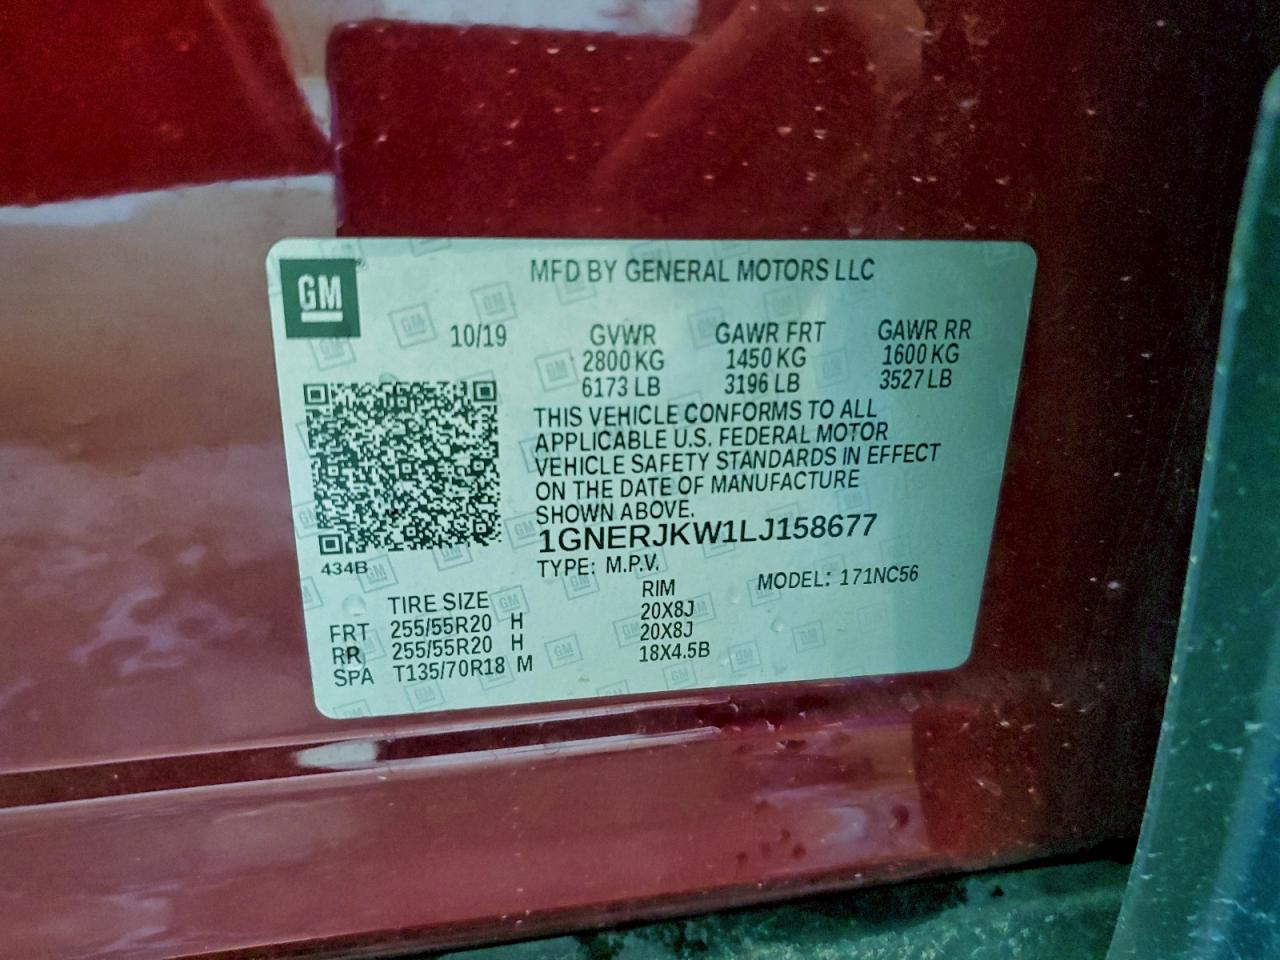 GM
MFD BY GENERAL MOTORS LLC
10/19 GVWR GAWR FRT GAWR RR
2800 KG 1450 KG 1600 KG
6173 LB 3196 LB 3527 LB
THIS VEHICLE CONFORMS TO ALL
APPLICABLE U.S. FEDERAL MOTOR
VEHICLE SAFETY STANDARDS IN EFFECT
ON THE DATE OF MANUFACTURE
SHOWN ABOVE.
1GNERJKW1LJ158677
434B
TYPE: M.P.V. MODEL: 171NC56
TIRE SIZE RIM
FRT 255/55R20 H 20X8J
RR 255/55R20 H 20X8J
SPA T135/70R18 M 18X4.5B